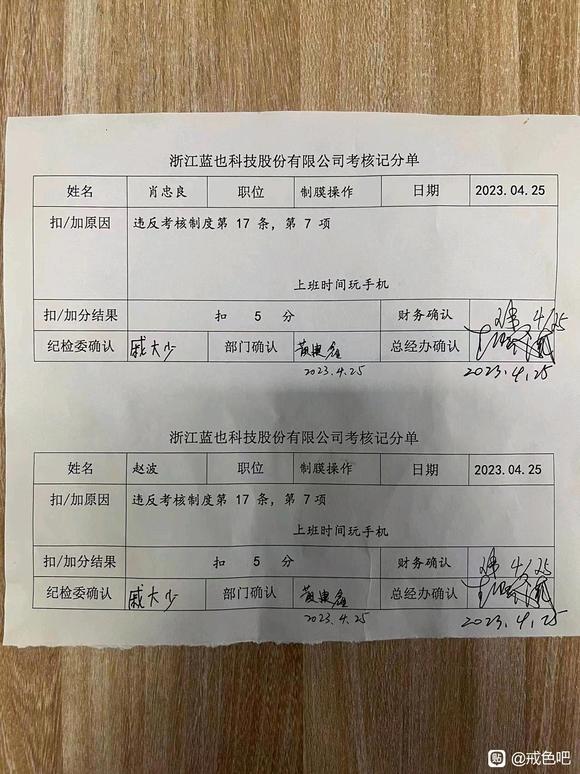 浙江蓝也科技股份有限公司考核记分单
姓名 肖忠良 职位 制膜操作 日期 2023.04.25
扣/加原因 违反考核制度第 17 条，第 7 项
上班时间玩手机
扣/加分结果 扣 5 分 财务确认 4/25
纪检委确认 戚大少 部门确认 总经办确认
2023.4.25 2023.4.25
浙江蓝也科技股份有限公司考核记分单
姓名 赵波 职位 制膜操作 日期 2023.04.25
扣/加原因 违反考核制度第 17 条，第 7 项
上班时间玩手机
扣/加分结果 扣 5 分 财务确认 4/25
纪检委确认 戚大少 部门确认 总经办确认
2023.4.25 2023.4.25
贴 @戒色吧